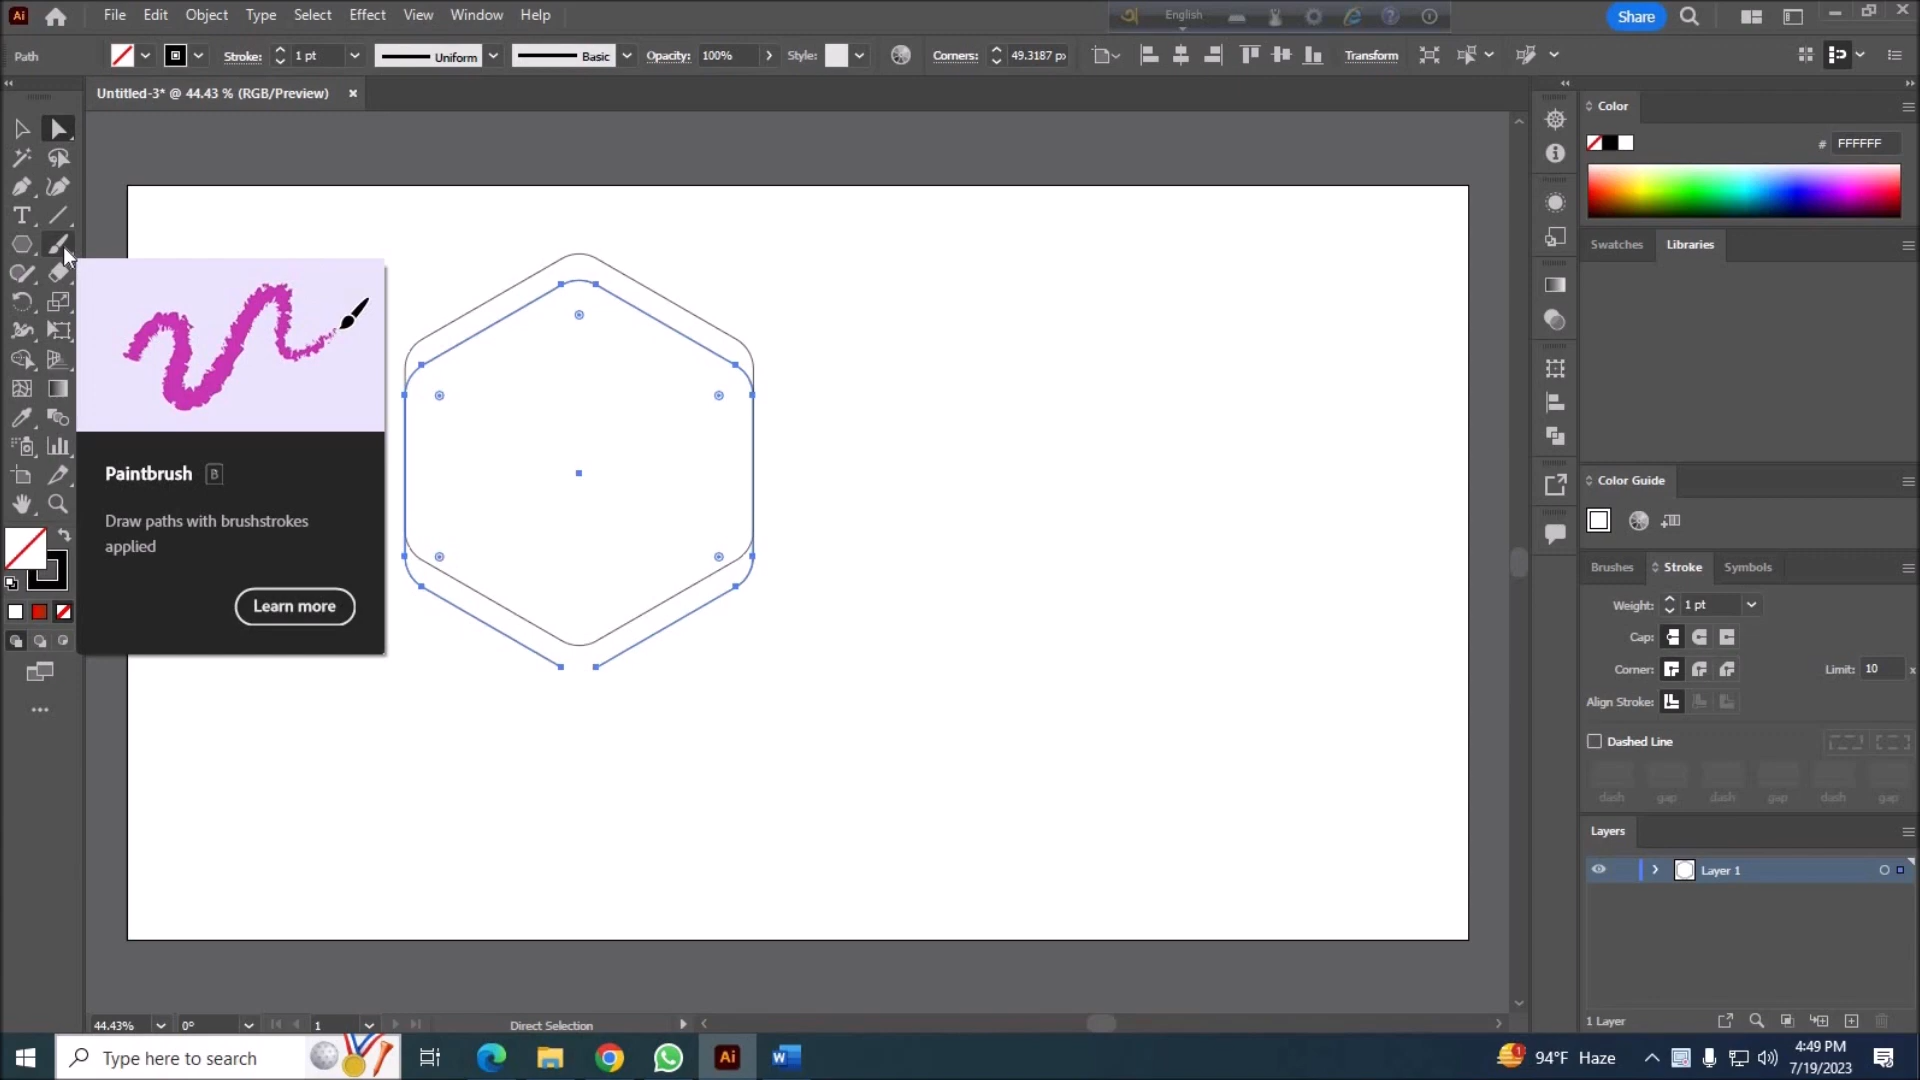 Ai File Edit Object Type Select Effect View Window Help English Share
Path Stroke: 1 pt Uniform Basic Opacity: 100% Style: Corners: 49.3187 px Transform
Untitled-3* @ 44.43 % (RGB/Preview) ×
Color
# FFFFFF
Swatches Libraries
Paintbrush B
Draw paths with brushstrokes
applied
Learn more
Color Guide
Brushes Stroke Symbols
Weight: 1 pt
Cap:
Corner: Limit: 10 x
Align Stroke:
Dashed Line
dash gap dash gap dash gap
Layers
Layer 1
1 Layer
44.43% 0° 1 Direct Selection
Type here to search Ai W 1 94°F Haze 4:49 PM
7/19/2023